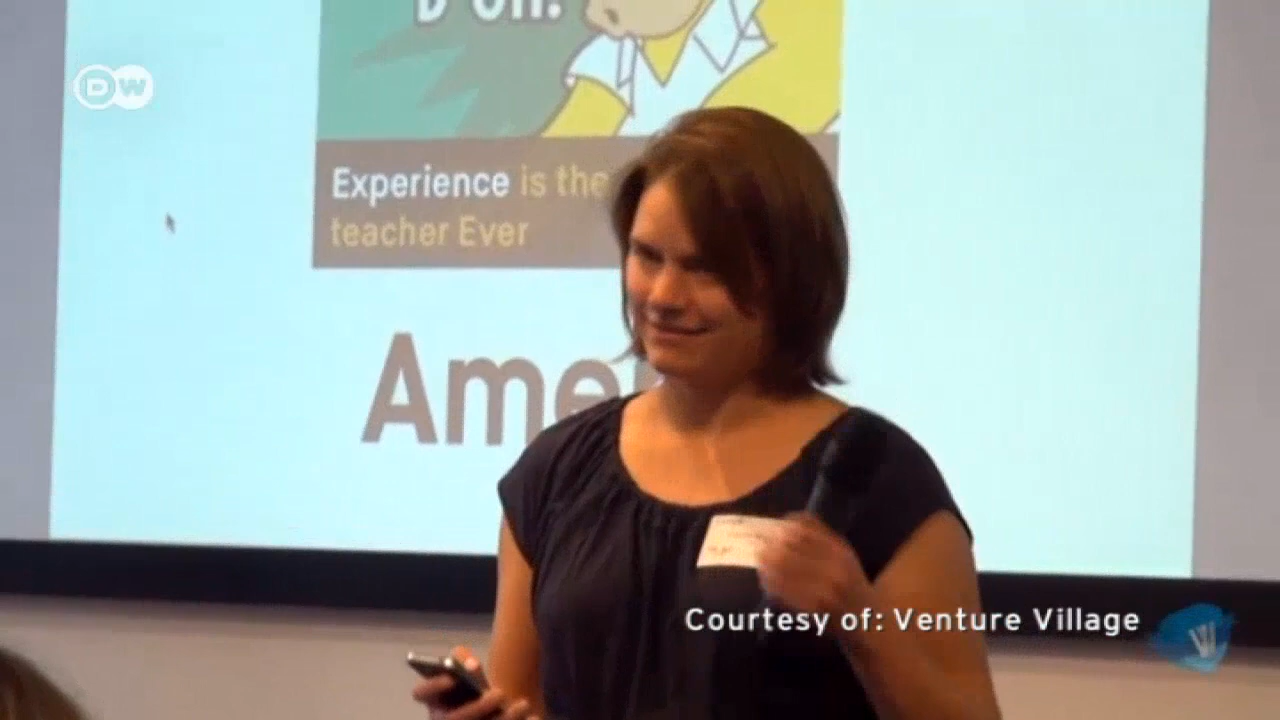 D'oh!
DW
Experience is the
teacher Ever
Ame
Courtesy of: Venture Village